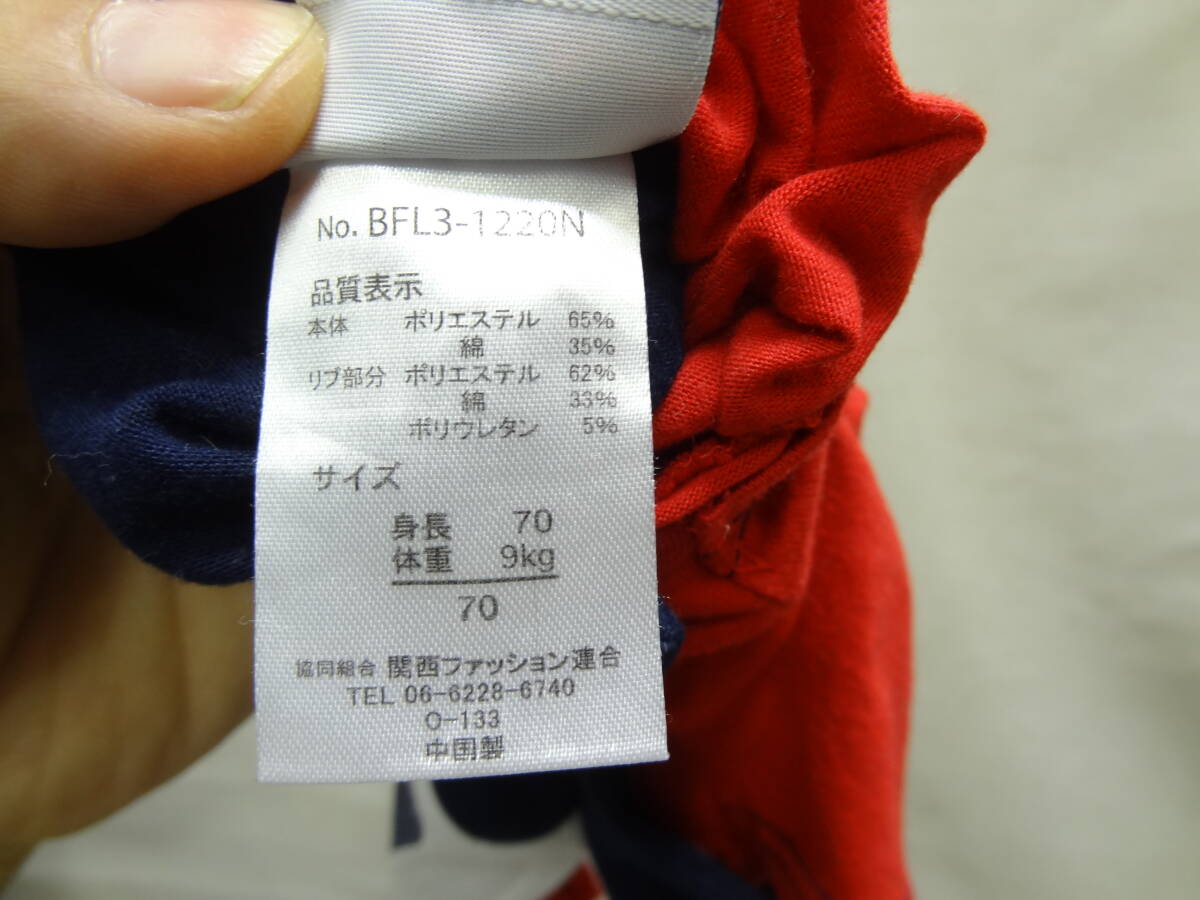 No. BFL3-1220N
品質表示
本体 ポリエステル 65%
綿 35%
リブ部分 ポリエステル 62%
綿 33%
ポリウレタン 5%
サイズ
身長 70
体重 9kg
70
協同組合 関西ファッション連合
TEL 06-6228-6740
O-133
中国製